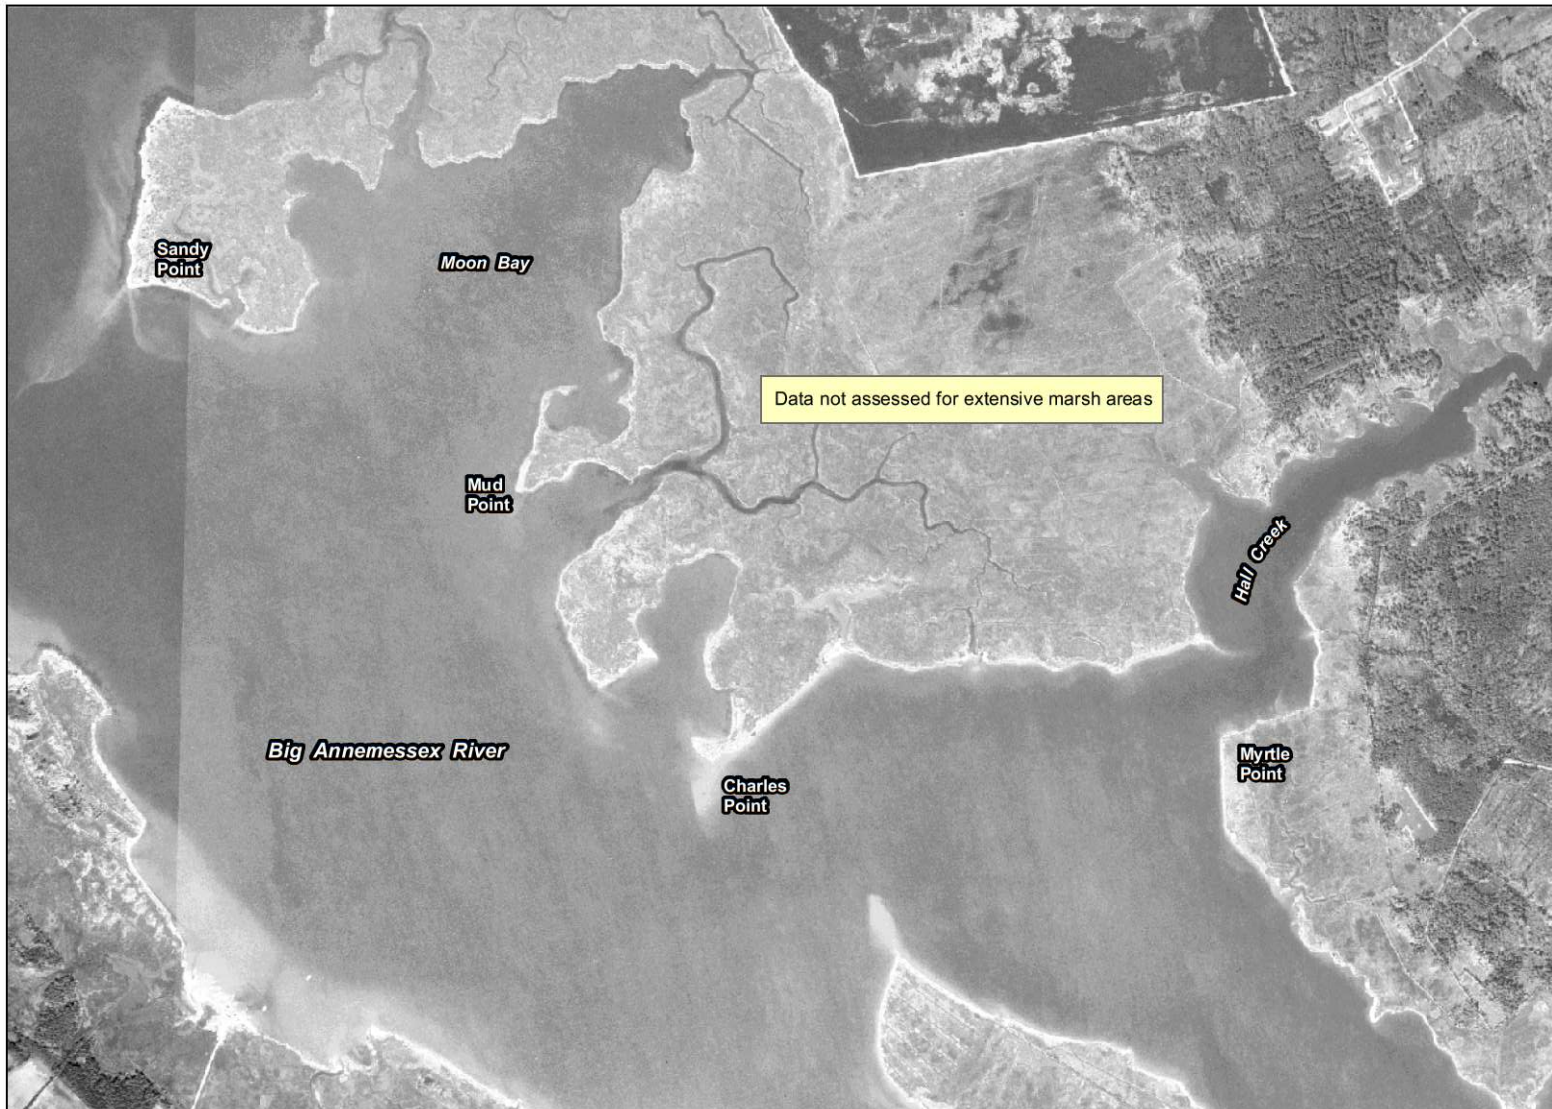 Sandy
Point
Moon Bay
Data not assessed for extensive marsh areas
Mud
Point
Hall Creek
Big Annemessex River
Myrtle
Point
Charles
Point